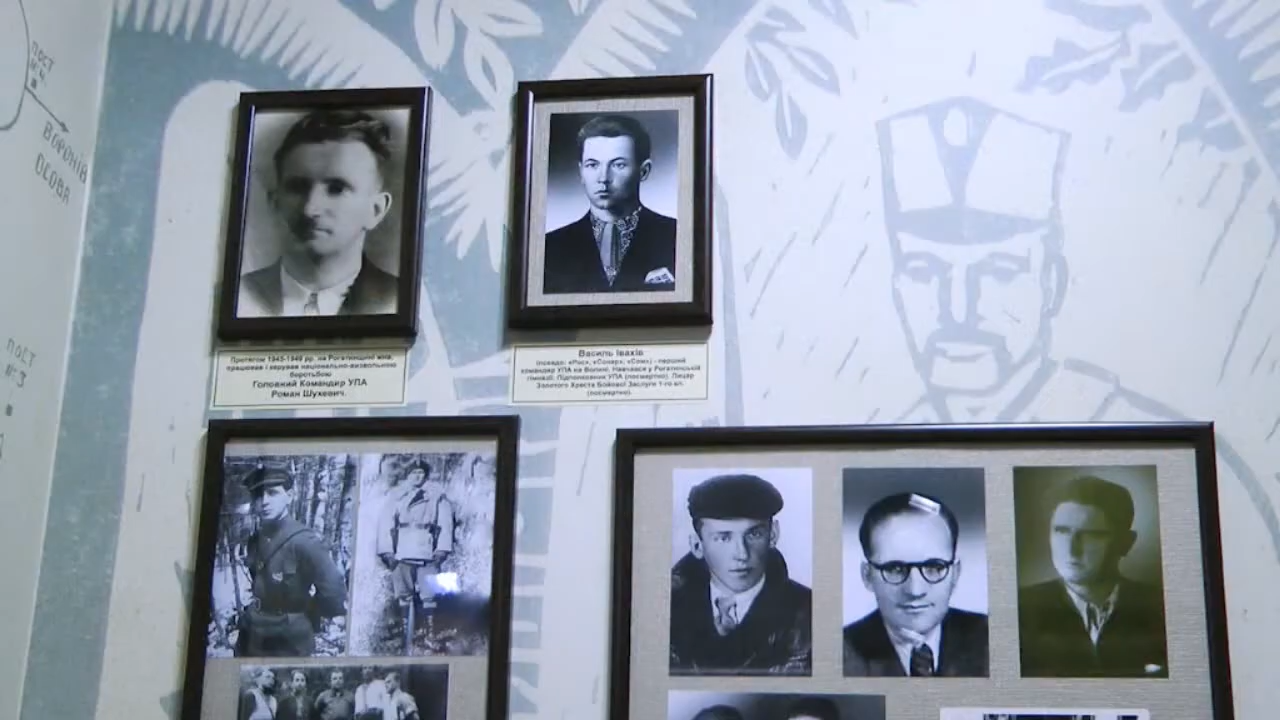 ПОСТ
№4.
ВОРОНІВ
ОСОВА
ПОСТ
№3
Протягом 1943-1949 рр. на Рогатинщині жив,
працював і керував національно-визвольною
боротьбою
Головний Командир УПА
Роман Шухевич.
Василь Івахів
(псевдо: «Рос», «Сонар», «Сом») - перший
командир УПА на Волині. Навчався у Рогатинській
гімназії. Підполковник УПА (посмертно). Лицар
Золотого Хреста Бойової Заслуги 1-го кл.
(посмертно).